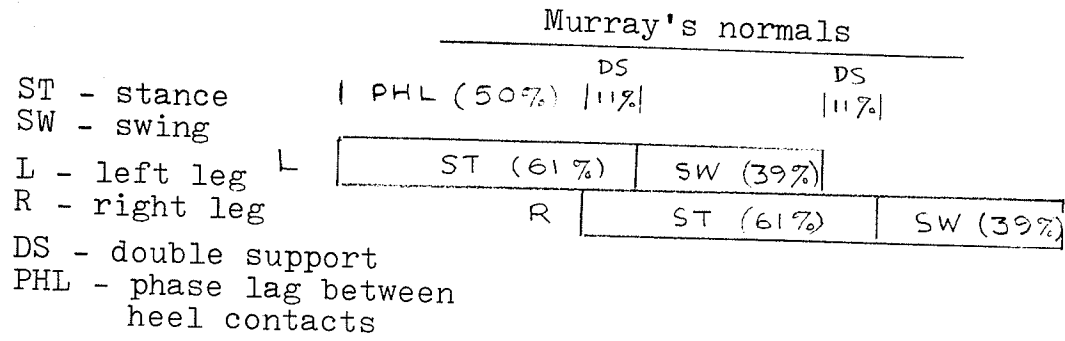 Murray's normals
DS DS
ST - stance | PHL (50%) |11%| |11%|
SW - swing
L - left leg L ST (61%) SW (39%)
R - right leg R ST (61%) SW (39%)
DS - double support
PHL - phase lag between
heel contacts